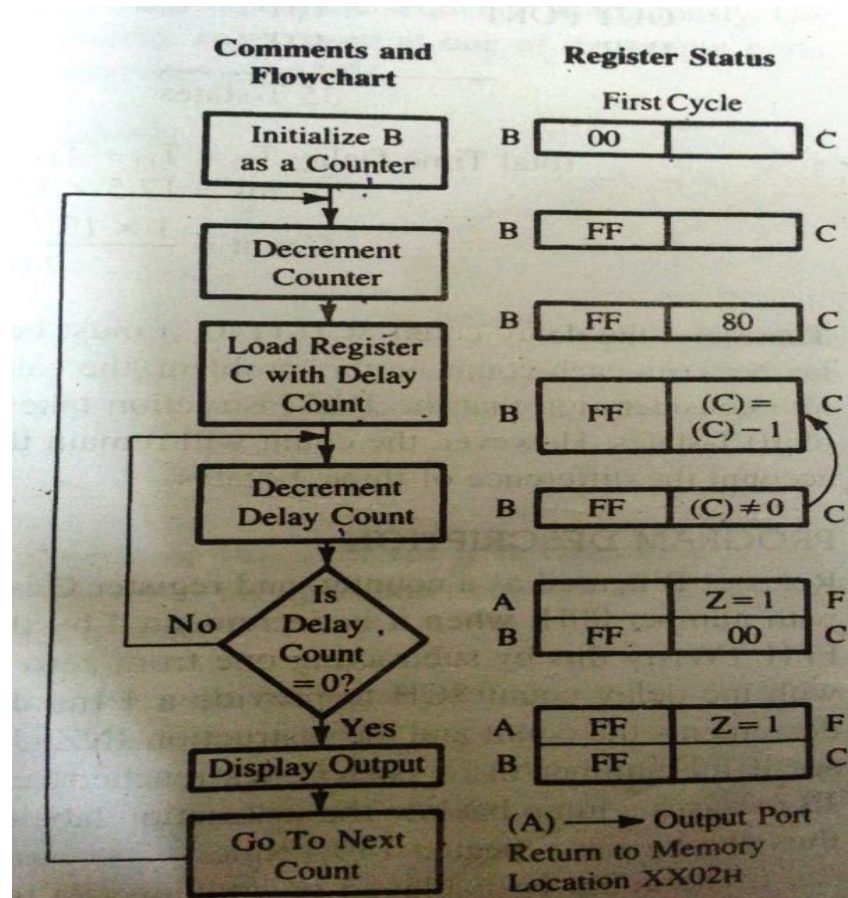 Comments and
Flowchart
Initialize B
as a Counter
Decrement
Counter
Load Register
C with Delay
Count
Decrement
Delay Count
Is
Delay
Count
= 0?
No
Yes
Display Output
Go To Next
Count
Register Status
First Cycle
B 00 C
B FF C
B FF 80 C
B FF (C) = C
(C) – 1
B FF (C) ≠ 0 C
A Z = 1 F
B FF 00 C
A FF Z = 1 F
B FF C
(A) → Output Port
Return to Memory
Location XX02H